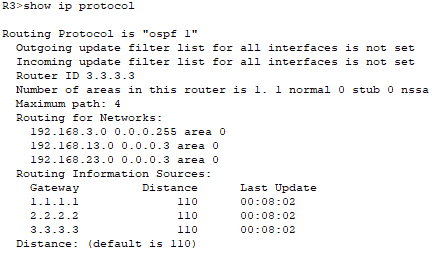 R3>show ip protocol
Routing Protocol is "ospf 1"
Outgoing update filter list for all interfaces is not set
Incoming update filter list for all interfaces is not set
Router ID 3.3.3.3
Number of areas in this router is 1. 1 normal 0 stub 0 nssa
Maximum path: 4
Routing for Networks:
192.168.3.0 0.0.0.255 area 0
192.168.13.0 0.0.0.3 area 0
192.168.23.0 0.0.0.3 area 0
Routing Information Sources:
Gateway Distance Last Update
1.1.1.1 110 00:08:02
2.2.2.2 110 00:08:02
3.3.3.3 110 00:08:02
Distance: (default is 110)